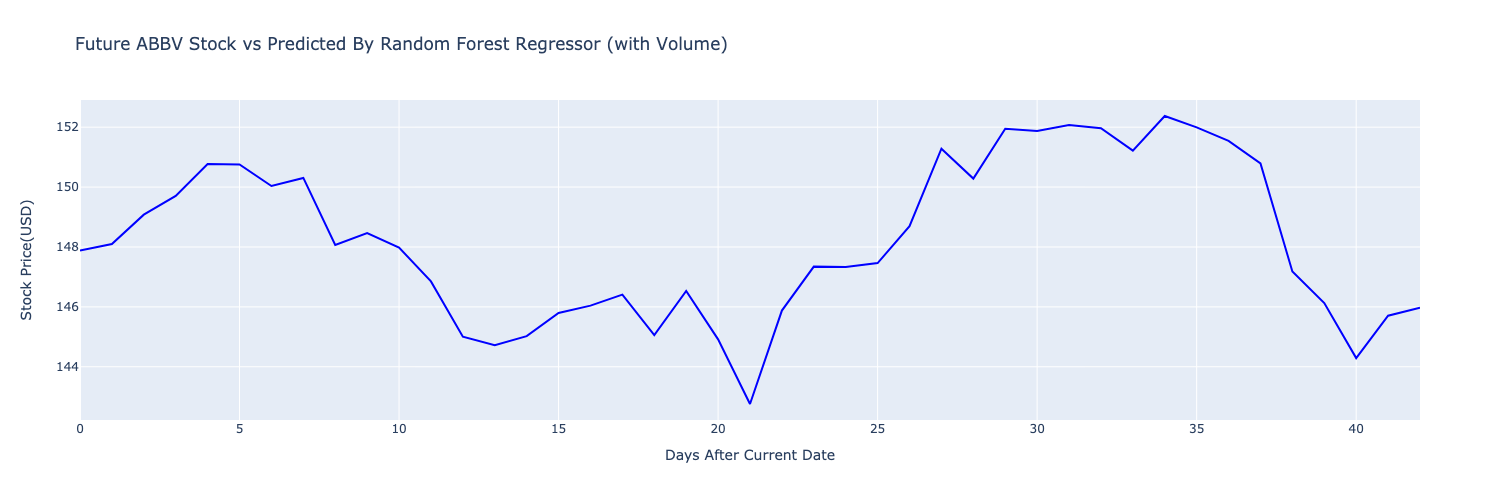 Future ABBV Stock vs Predicted By Random Forest Regressor (with Volume)
Stock Price(USD)
152
150
148
146
144
0 5 10 15 20 25 30 35 40
Days After Current Date